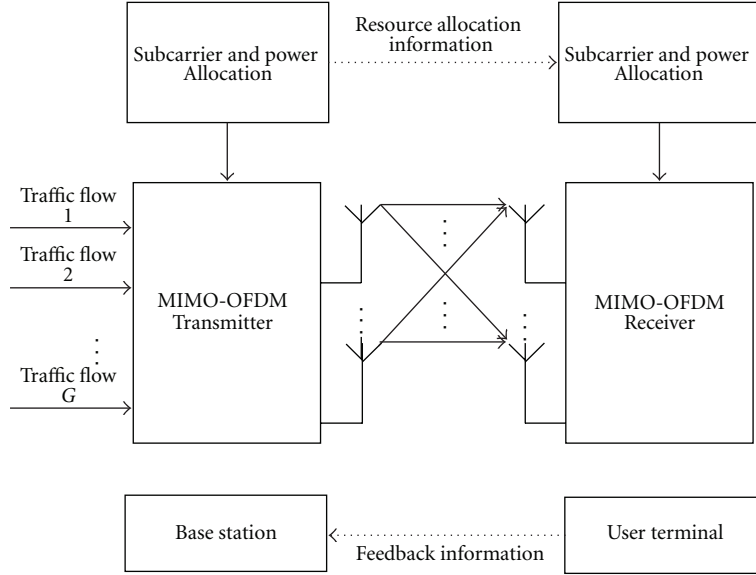 Subcarrier and power
Allocation
Resource allocation
information
Subcarrier and power
Allocation
Traffic flow
1
Traffic flow
2
Traffic flow
G
MIMO-OFDM
Transmitter
MIMO-OFDM
Receiver
Base station
Feedback information
User terminal